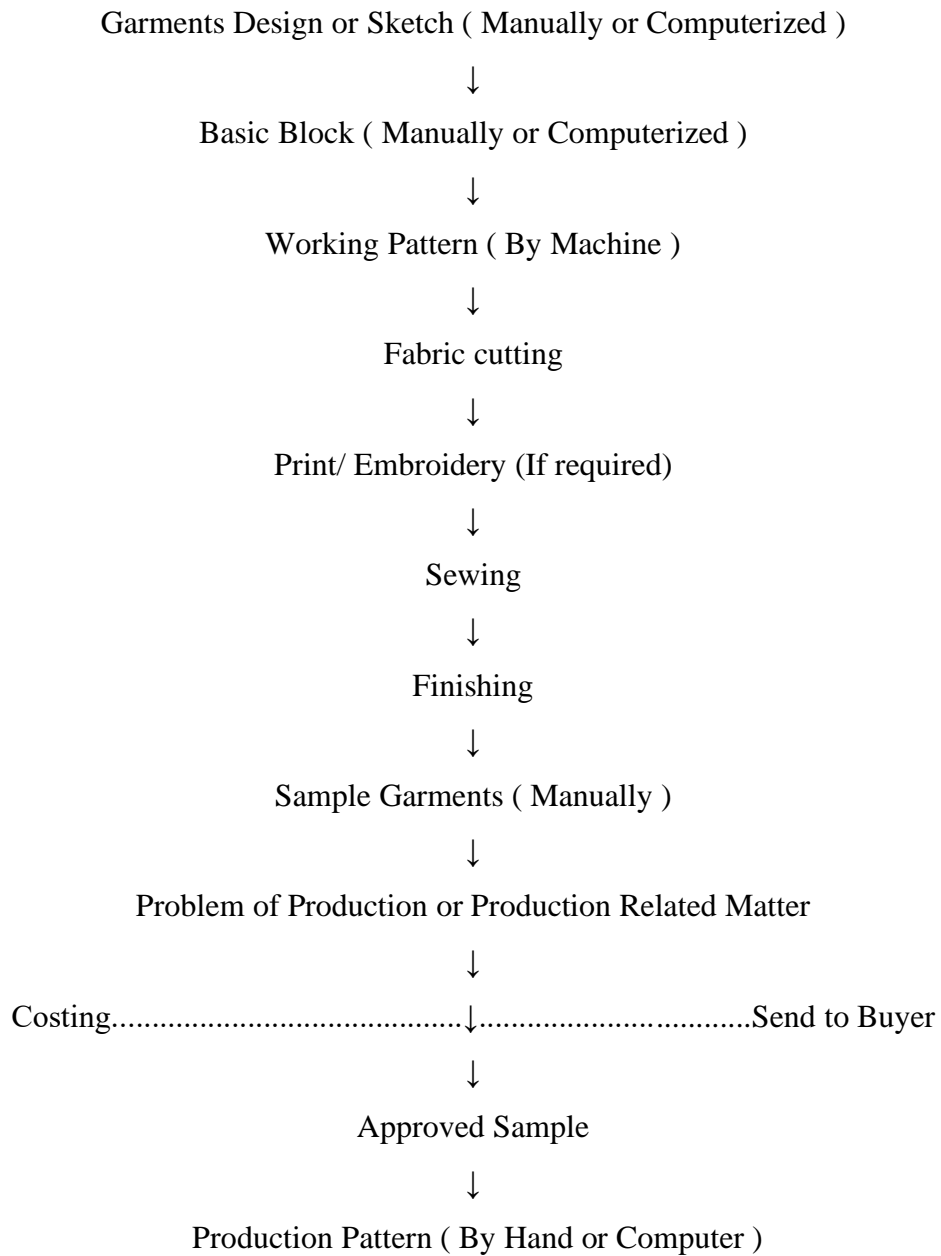 Garments Design or Sketch ( Manually or Computerized )
↓
Basic Block ( Manually or Computerized )
↓
Working Pattern ( By Machine )
↓
Fabric cutting
↓
Print/ Embroidery (If required)
↓
Sewing
↓
Finishing
↓
Sample Garments ( Manually )
↓
Problem of Production or Production Related Matter
↓
Costing...........................................↓.................................Send to Buyer
↓
Approved Sample
↓
Production Pattern ( By Hand or Computer )